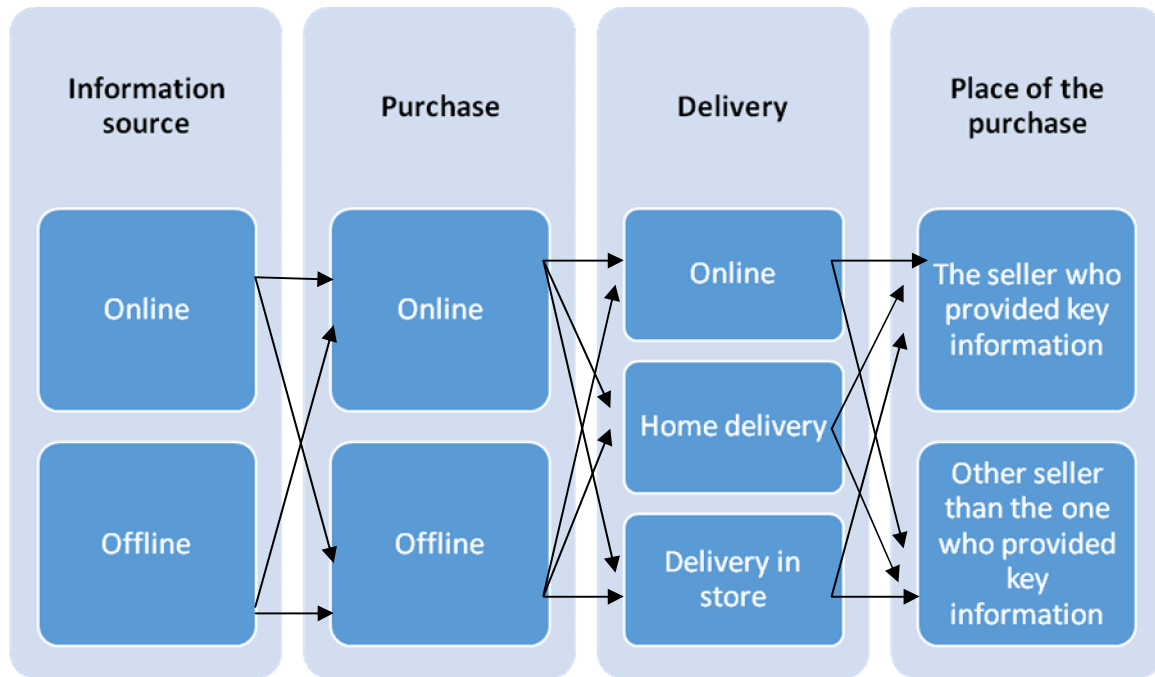 Information
source
Online
Offline
Purchase
Online
Offline
Delivery
Online
Home delivery
Delivery in
store
Place of the
purchase
The seller who
provided key
information
Other seller
than the one
who provided
key
information